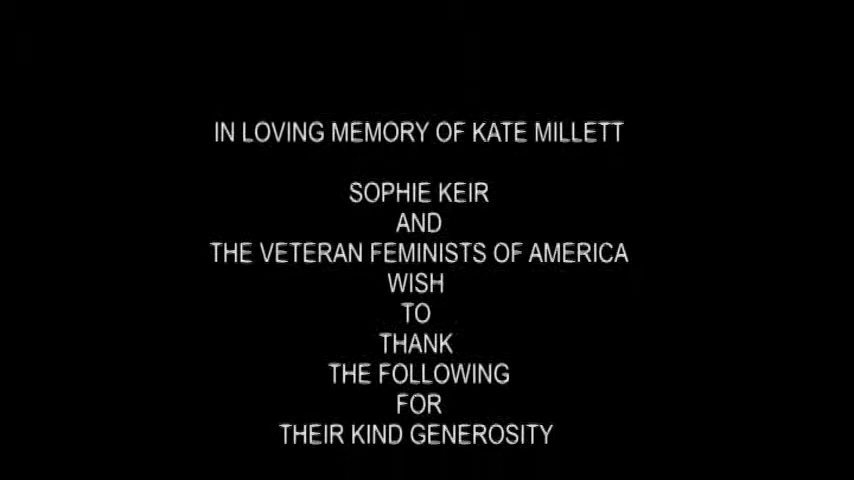 IN LOVING MEMORY OF KATE MILLETT
SOPHIE KEIR
AND
THE VETERAN FEMINISTS OF AMERICA
WISH
TO
THANK
THE FOLLOWING
FOR
THEIR KIND GENEROSITY